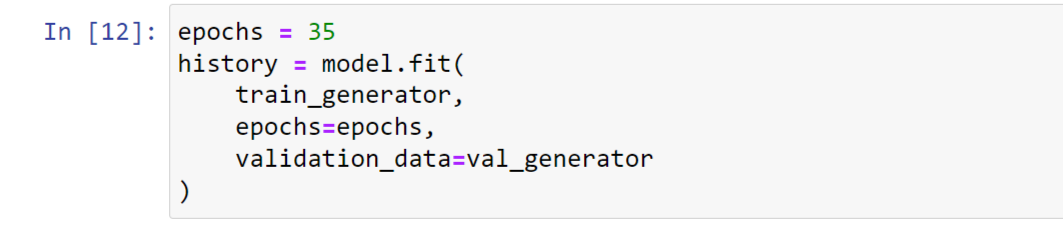 In [12]: epochs = 35
history = model.fit(
    train_generator,
    epochs=epochs,
    validation_data=val_generator
)